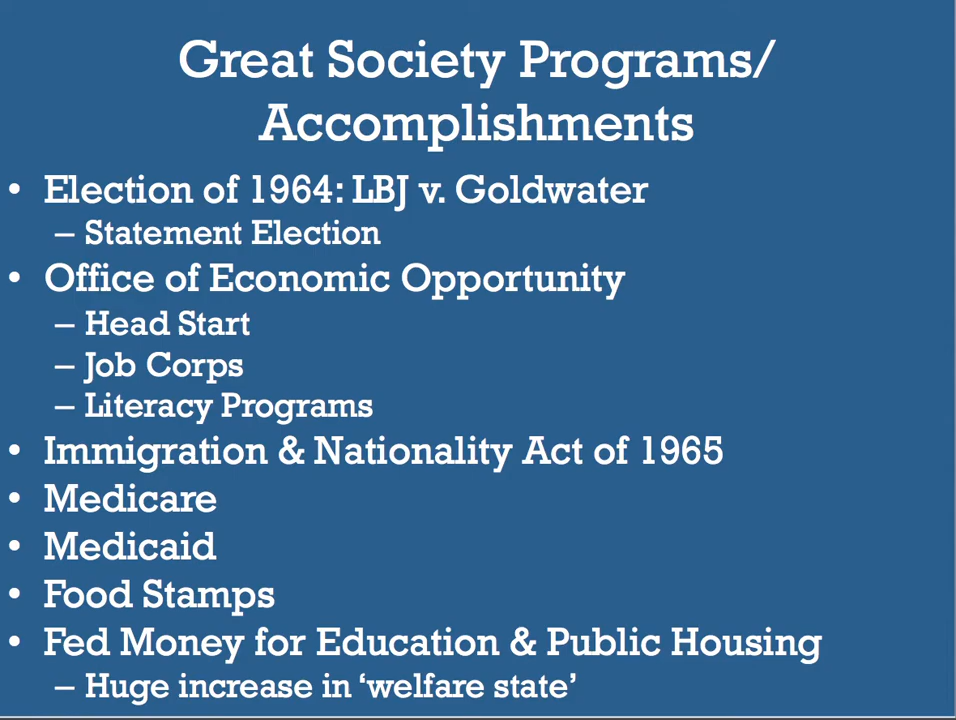 Great Society Programs/
Accomplishments
• Election of 1964: LBJ v. Goldwater
– Statement Election
• Office of Economic Opportunity
– Head Start
– Job Corps
– Literacy Programs
• Immigration & Nationality Act of 1965
• Medicare
• Medicaid
• Food Stamps
• Fed Money for Education & Public Housing
– Huge increase in ‘welfare state’